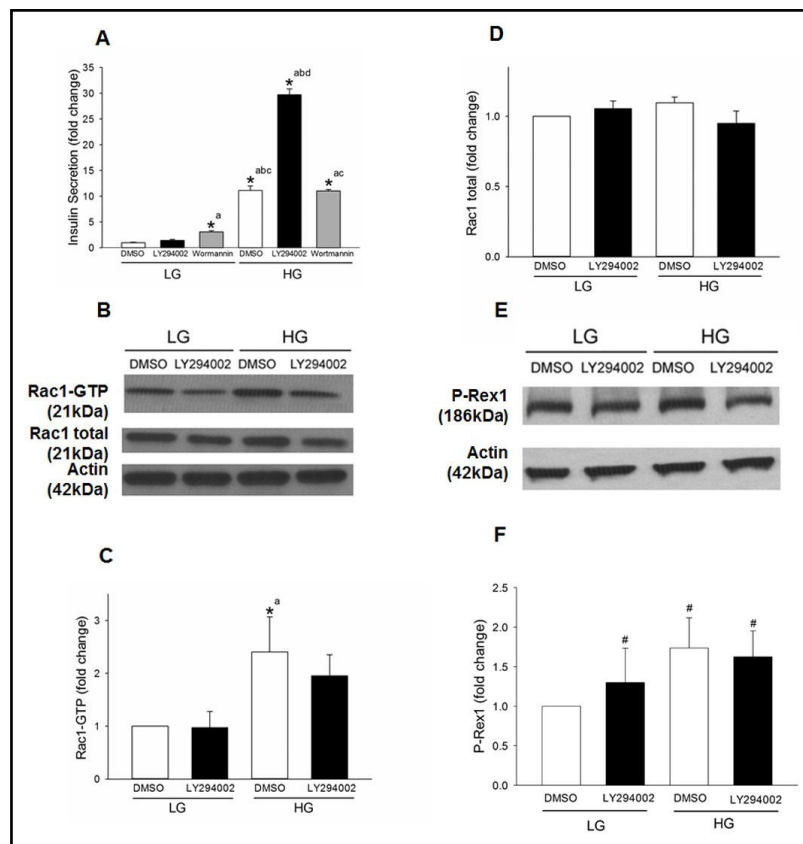 A
Insulin Secretion (fold change)
35
30
25
20
15
10
5
0
* a
* abc
* abd
* ac
DMSO LY294002 Wormannin DMSO LY294002 Wortmannin
LG HG
B
LG HG
DMSO LY294002 DMSO LY294002
Rac1-GTP
(21kDa)
Rac1 total
(21kDa)
Actin
(42kDa)
C
Rac1-GTP (fold change)
3
2
1
0
* a
DMSO LY294002 DMSO LY294002
LG HG
D
Rac1 total (fold change)
1.0
0.5
0.0
DMSO LY294002 DMSO LY294002
LG HG
E
LG HG
DMSO LY294002 DMSO LY294002
P-Rex1
(186kDa)
Actin
(42kDa)
F
P-Rex1 (fold change)
2.5
2.0
1.5
1.0
0.5
0.0
# # #
DMSO LY294002 DMSO LY294002
LG HG